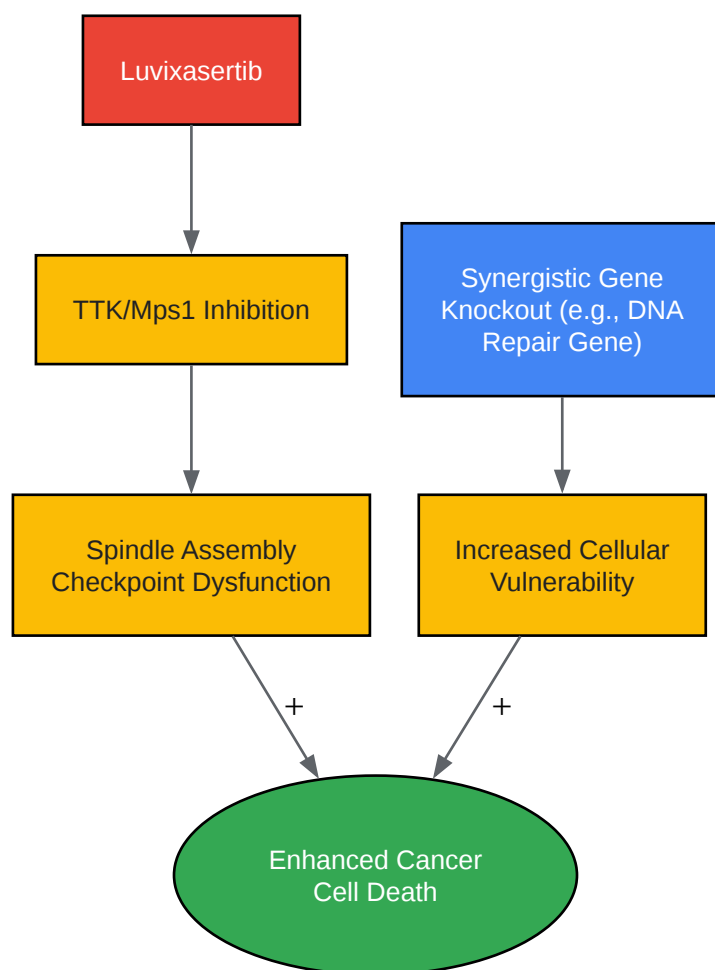 Luvixasertib
TTK/Mps1 Inhibition
Synergistic Gene
Knockout (e.g., DNA
Repair Gene)
Spindle Assembly
Checkpoint Dysfunction
Increased Cellular
Vulnerability
+
+
Enhanced Cancer
Cell Death